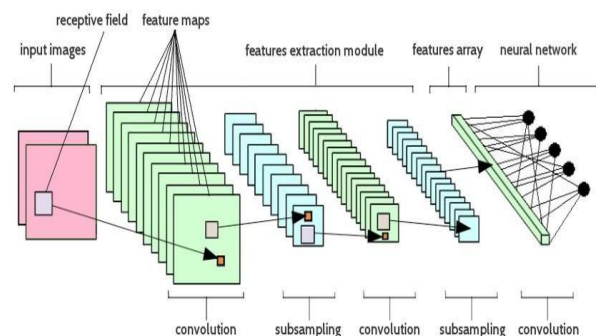 receptive field
feature maps
input images
features extraction module
features array
neural network
convolution
subsampling
convolution
subsampling
convolution